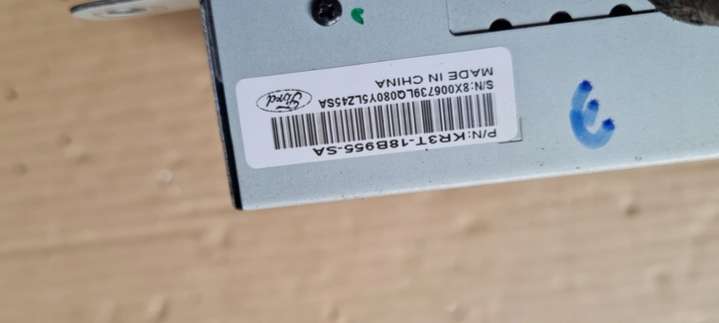 P/N:KR3T-18B955-SA
S/N:8X006739LQ080Y5LZ45SA
MADE IN CHINA
Ford